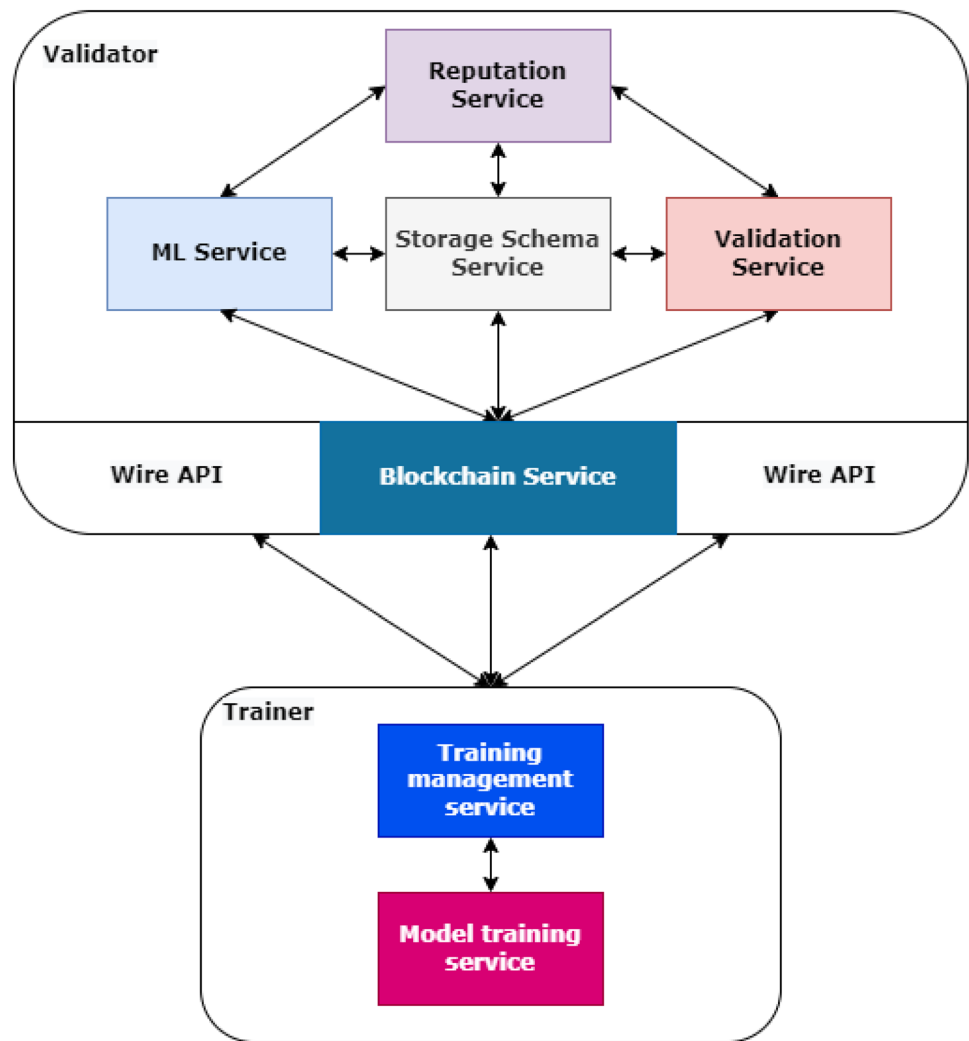 Validator
Reputation
Service
ML Service
Storage Schema
Service
Validation
Service
Wire API
Blockchain Service
Wire API
Trainer
Training
management
service
Model training
service